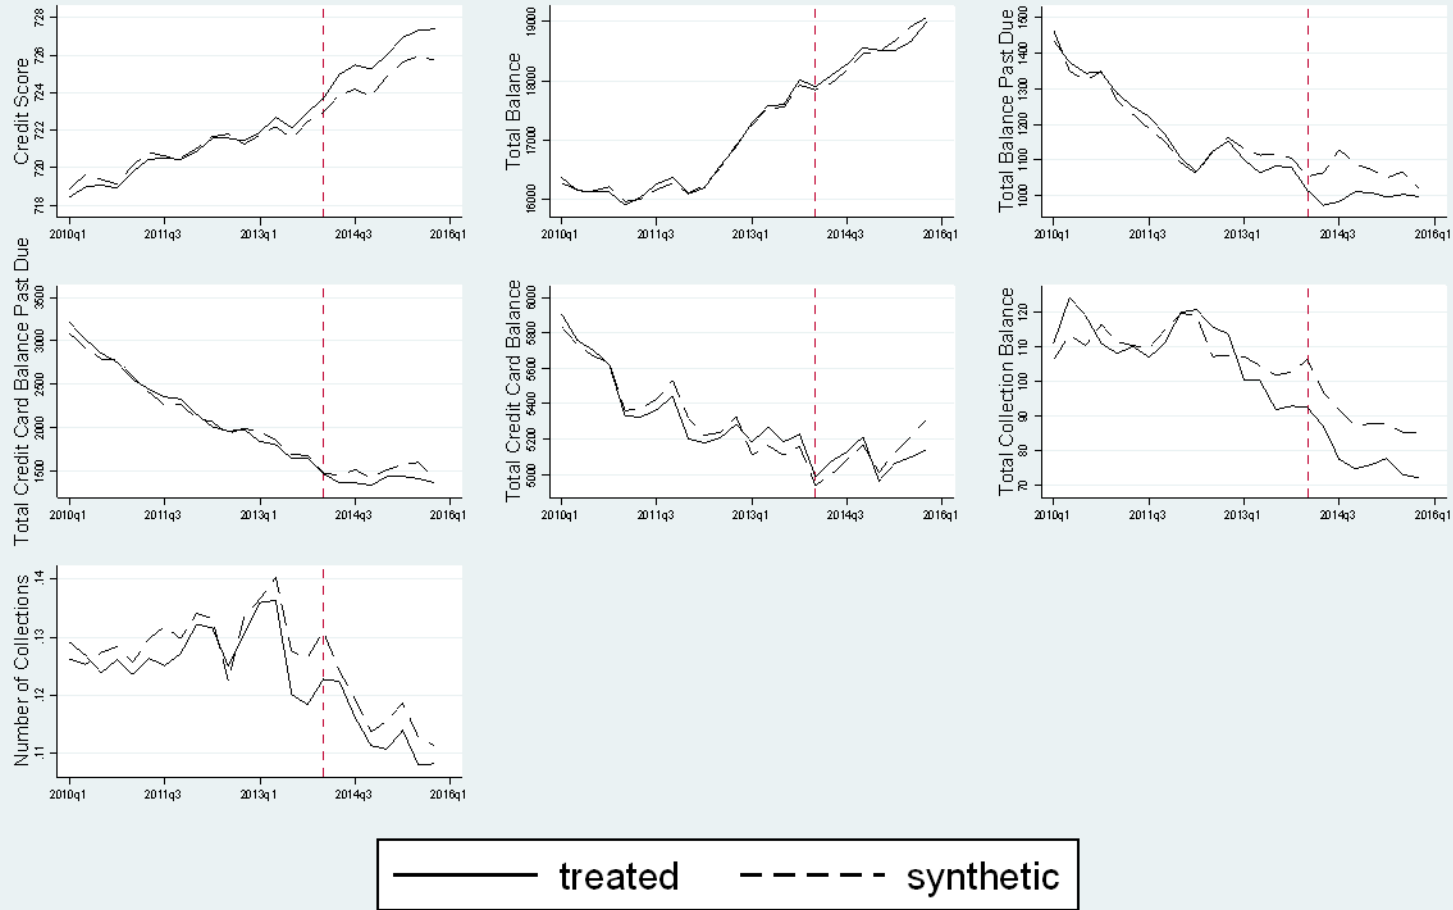 Credit Score
728
726
724
722
720
718
2010q1 2011q3 2013q1 2014q3 2016q1
Total Balance
19000
18000
17000
16000
2010q1 2011q3 2013q1 2014q3 2016q1
Total Balance Past Due
1500
1400
1300
1200
1100
1000
2010q1 2011q3 2013q1 2014q3 2016q1
Total Credit Card Balance Past Due
3500
3000
2500
2000
1500
2010q1 2011q3 2013q1 2014q3 2016q1
Total Credit Card Balance
6000
5800
5600
5400
5200
5000
2010q1 2011q3 2013q1 2014q3 2016q1
Total Collection Balance
120
110
100
90
80
70
2010q1 2011q3 2013q1 2014q3 2016q1
Number of Collections
.14
.13
.12
.11
2010q1 2011q3 2013q1 2014q3 2016q1
treated synthetic